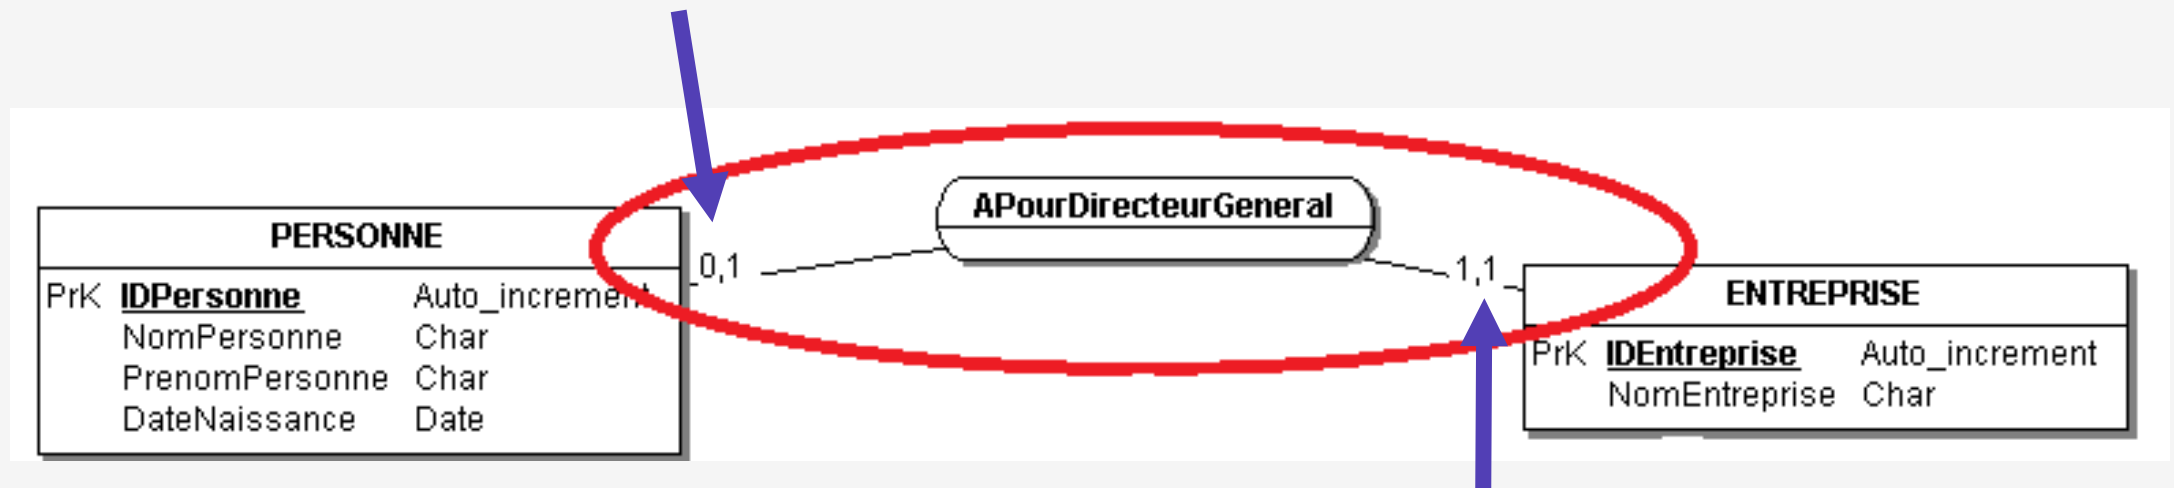 APourDirecteurGeneral
PERSONNE
0,1
1,1
PrK IDPersonne Auto_increment
NomPersonne Char
PrenomPersonne Char
DateNaissance Date
ENTREPRISE
PrK IDEntreprise Auto_increment
NomEntreprise Char